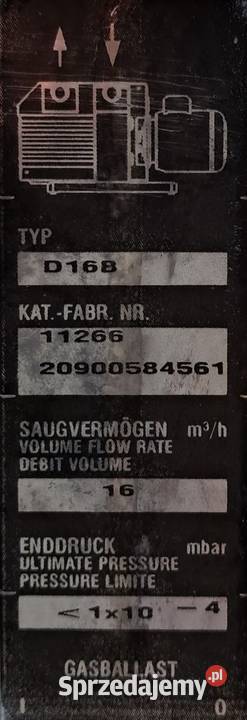 TYP
D16B
KAT.-FABR. NR.
11266
20900584561
SAUGVERMÖGEN m³/h
VOLUME FLOW RATE
DEBIT VOLUME
16
ENDDRUCK mbar
ULTIMATE PRESSURE
PRESSURE LIMITE
< 1x10 -4
GASBALLAST
Sprzedajemy.pl
I 0